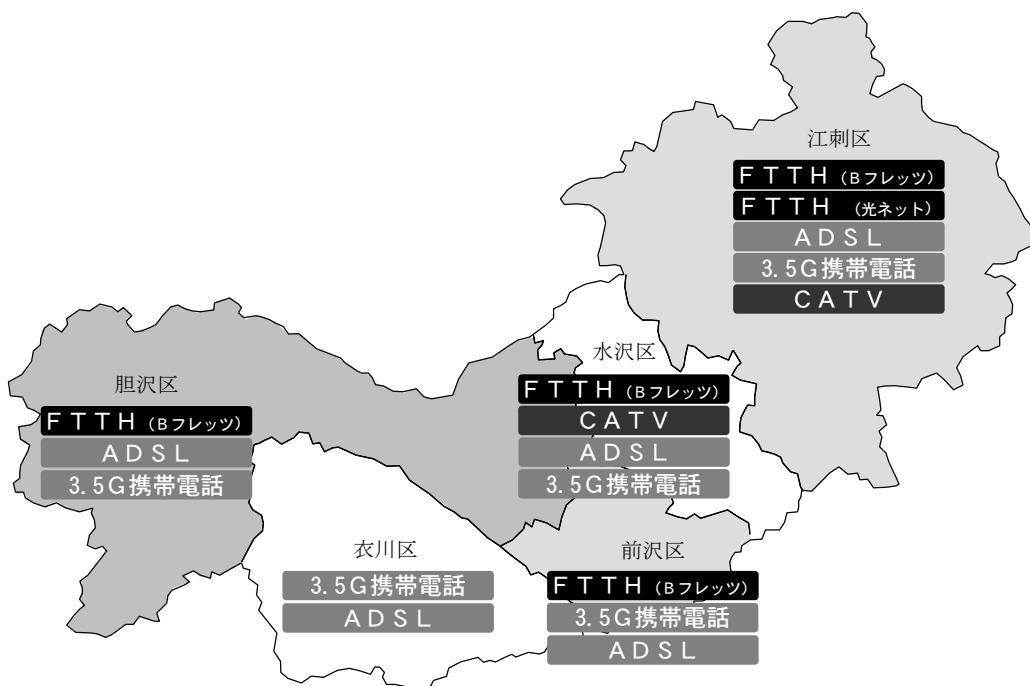 江刺区
FTTH(Bフレッツ)
FTTH (光ネット)
ADSL
3.5G携帯電話
CATV
水沢区
FTTH(Bフレッツ)
CATV
ADSL
3.5G携帯電話
胆沢区
FTTH(Bフレッツ)
ADSL
3.5G携帯電話
衣川区
3.5G携帯電話
ADSL
前沢区
FTTH(Bフレッツ)
3.5G携帯電話
ADSL